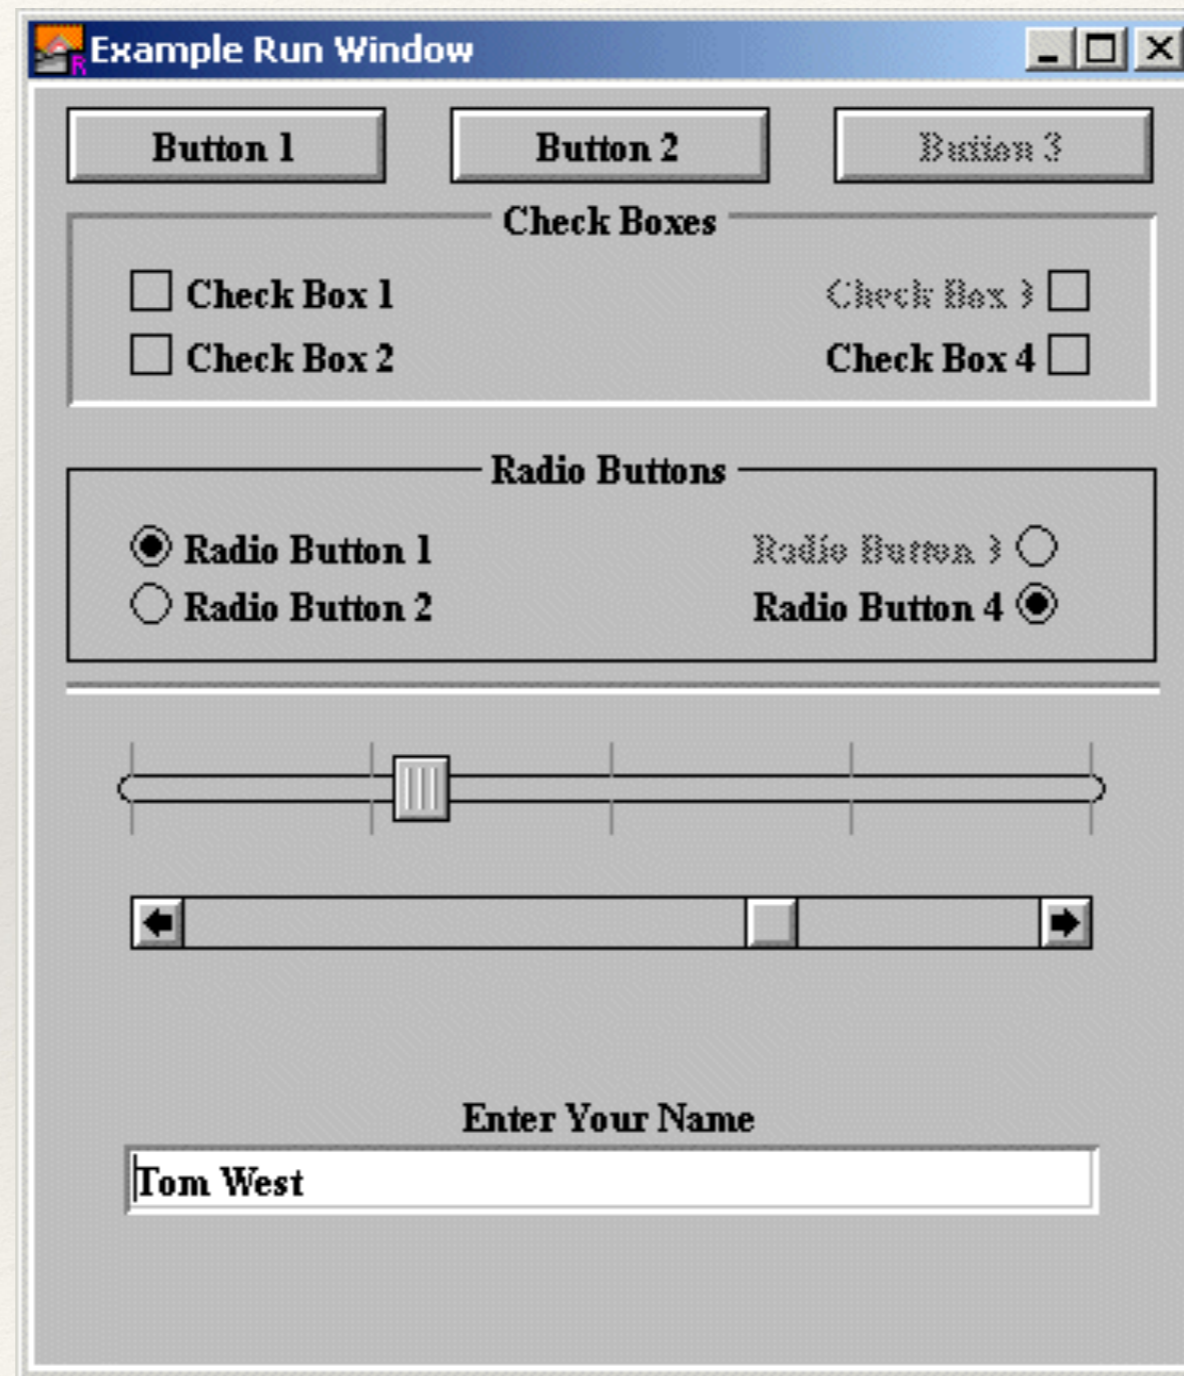 Example Run Window
Button 1 Button 2 Button 3
Check Boxes
Check Box 1 Check Box 3
Check Box 2 Check Box 4
Radio Buttons
Radio Button 1 Radio Button 3
Radio Button 2 Radio Button 4
Enter Your Name
Tom West